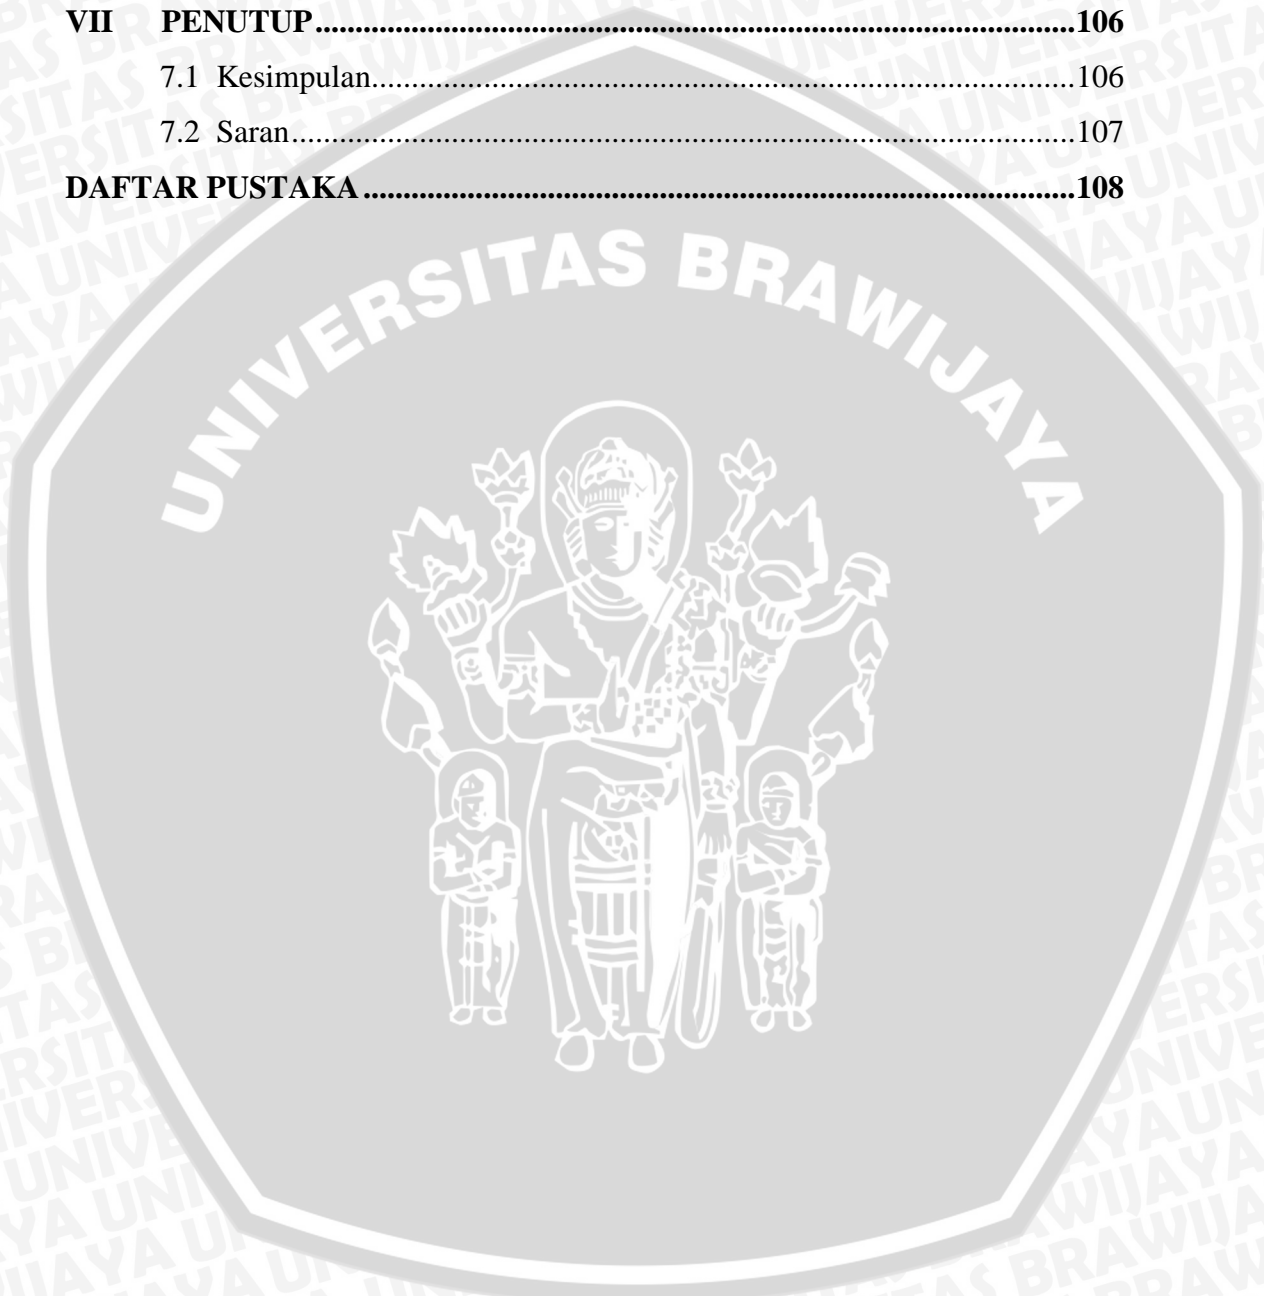 VII PENUTUP...............................................................................................106
7.1 Kesimpulan........................................................................................106
7.2 Saran..................................................................................................107
DAFTAR PUSTAKA.........................................................................................108
UNIVERSITAS BRAWIJAYA